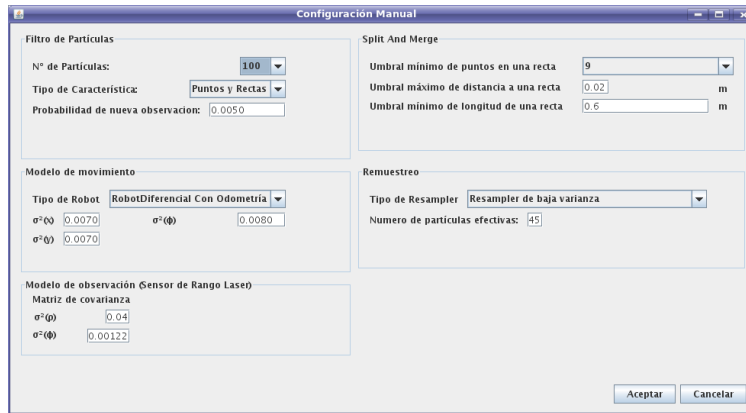 Configuración Manual
Filtro de Partículas
N° de Partículas: 100
Tipo de Característica: Puntos y Rectas
Probabilidad de nueva observacion: 0.0050
Split And Merge
Umbral mínimo de puntos en una recta 9
Umbral máximo de distancia a una recta 0.02 m
Umbral mínimo de longitud de una recta 0.6 m
Modelo de movimiento
Tipo de Robot RobotDiferencial Con Odometría
σ²(x) 0.0070 σ²(ϕ) 0.0080
σ²(y) 0.0070
Remuestreo
Tipo de Resampler Resampler de baja varianza
Numero de partículas efectivas: 45
Modelo de observación (Sensor de Rango Laser)
Matriz de covarianza
σ²(ρ) 0.04
σ²(ϕ) 0.00122
Aceptar Cancelar